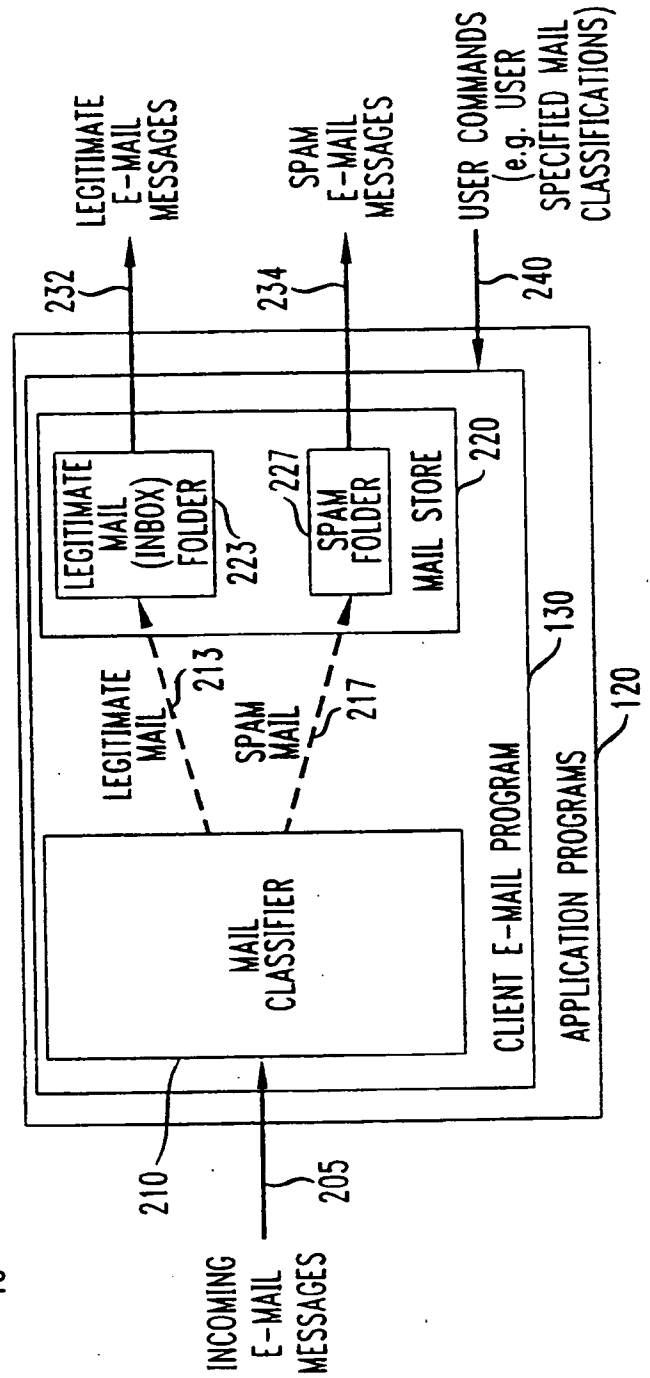 INCOMING
E-MAIL
MESSAGES
205
210
MAIL
CLASSIFIER
LEGITIMATE
MAIL
213
SPAM
MAIL
217
LEGITIMATE
MAIL
(INBOX)
FOLDER
223
227
SPAM
FOLDER
MAIL STORE
220
CLIENT E-MAIL PROGRAM
130
APPLICATION PROGRAMS
120
232
LEGITIMATE
E-MAIL
MESSAGES
234
SPAM
E-MAIL
MESSAGES
240
USER COMMANDS
(e.g. USER
SPECIFIED MAIL
CLASSIFICATIONS)